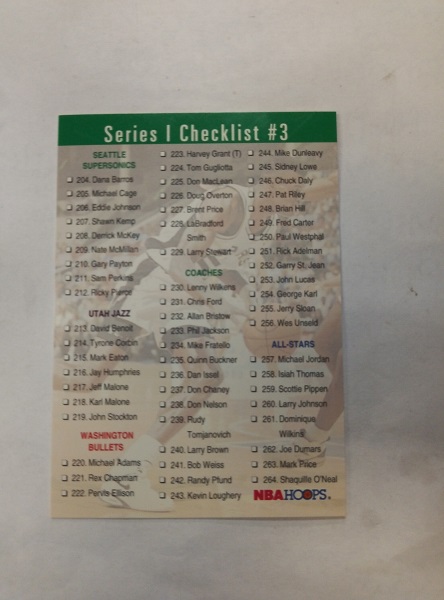 Series I Checklist #3
SEATTLE
SUPERSONICS
204. Dana Barros
205. Michael Cage
206. Eddie Johnson
207. Shawn Kemp
208. Derrick McKey
209. Nate McMillan
210. Gary Payton
211. Sam Perkins
212. Ricky Pierce
UTAH JAZZ
213. David Benoit
214. Tyrone Corbin
215. Mark Eaton
216. Jay Humphries
217. Jeff Malone
218. Karl Malone
219. John Stockton
WASHINGTON
BULLETS
220. Michael Adams
221. Rex Chapman
222. Pervis Ellison
223. Harvey Grant (T)
224. Tom Gugliotta
225. Don MacLean
226. Doug Overton
227. Brent Price
228. LaBradford
Smith
229. Larry Stewart
COACHES
230. Lenny Wilkens
231. Chris Ford
232. Allan Bristow
233. Phil Jackson
234. Mike Fratello
235. Quinn Buckner
236. Dan Issel
237. Don Chaney
238. Don Nelson
239. Rudy
Tomjanovich
240. Larry Brown
241. Bob Weiss
242. Randy Pfund
243. Kevin Loughery
244. Mike Dunleavy
245. Sidney Lowe
246. Chuck Daly
247. Pat Riley
248. Brian Hill
249. Fred Carter
250. Paul Westphal
251. Rick Adelman
252. Garry St. Jean
253. John Lucas
254. George Karl
255. Jerry Sloan
256. Wes Unseld
ALL-STARS
257. Michael Jordan
258. Isiah Thomas
259. Scottie Pippen
260. Larry Johnson
261. Dominique
Wilkins
262. Joe Dumars
263. Mark Price
264. Shaquille O'Neal
NBA HOOPS